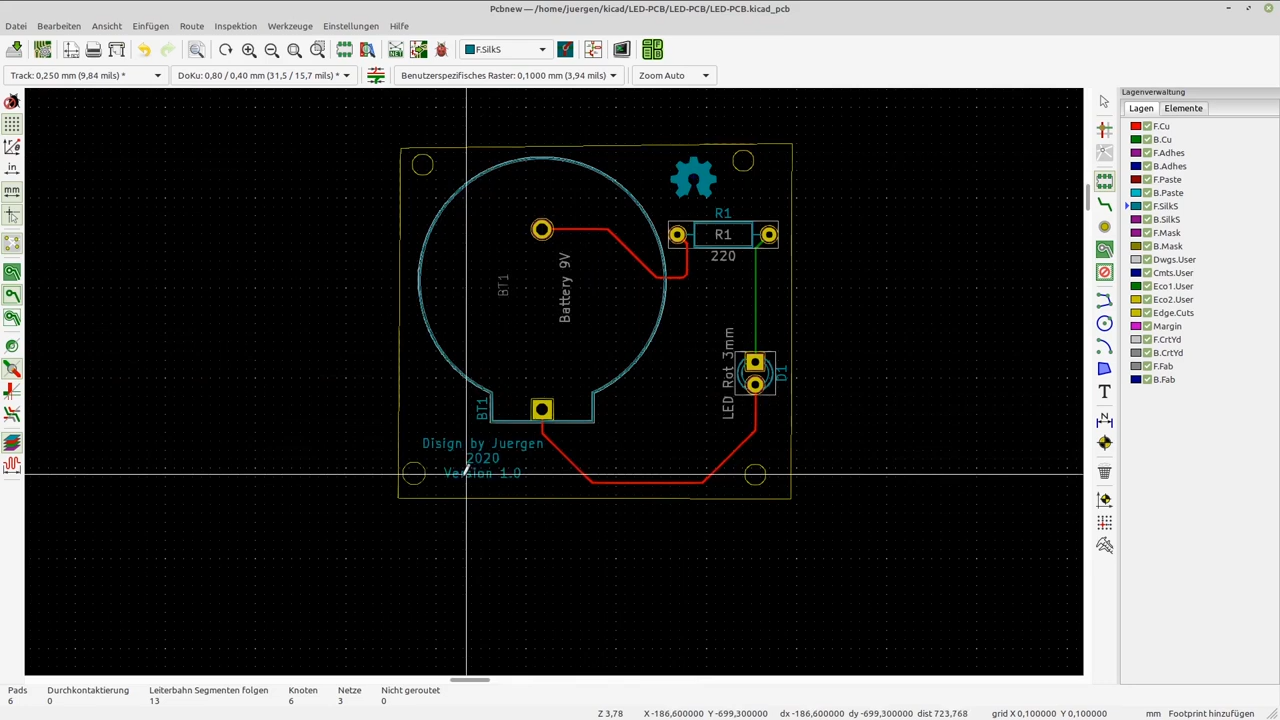 Pcbnew — /home/juergen/kicad/LED-PCB/LED-PCB/LED-PCB.kicad_pcb
Datei Bearbeiten Ansicht Einfügen Route Inspektion Werkzeuge Einstellungen Hilfe
NET
F.SilkS
Track: 0,250 mm (9,84 mils) *
DoKu: 0,80 / 0,40 mm (31,5 / 15,7 mils) *
Benutzerspezifisches Raster: 0,1000 mm (3,94 mils)
Zoom Auto
in
mm
R1
R1
220
BT1
Battery 9V
LED Rot 3mm
D1
BT1
Disign by Juergen
2020
Version 1.0
Lagenverwaltung
Lagen Elemente
F.Cu
B.Cu
F.Adhes
B.Adhes
F.Paste
B.Paste
F.SilkS
B.SilkS
F.Mask
B.Mask
Dwgs.User
Cmts.User
Eco1.User
Eco2.User
Edge.Cuts
Margin
F.CrtYd
B.CrtYd
F.Fab
B.Fab
Pads Durchkontaktierung Leiterbahn Segmenten folgen Knoten Netze Nicht geroutet
6 0 13 6 3 0
Z 3,78 X -186,600000 Y -699,300000 dx -186,600000 dy -699,300000 dist 723,768 grid X 0,100000 Y 0,100000 mm Footprint hinzufügen